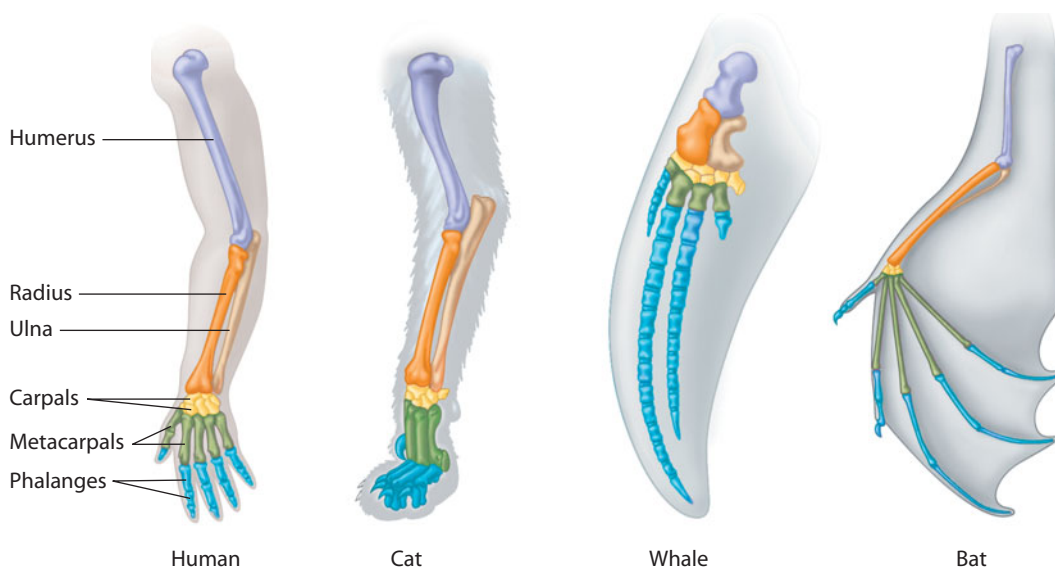 Humerus
Radius
Ulna
Carpals
Metacarpals
Phalanges
Human
Cat
Whale
Bat